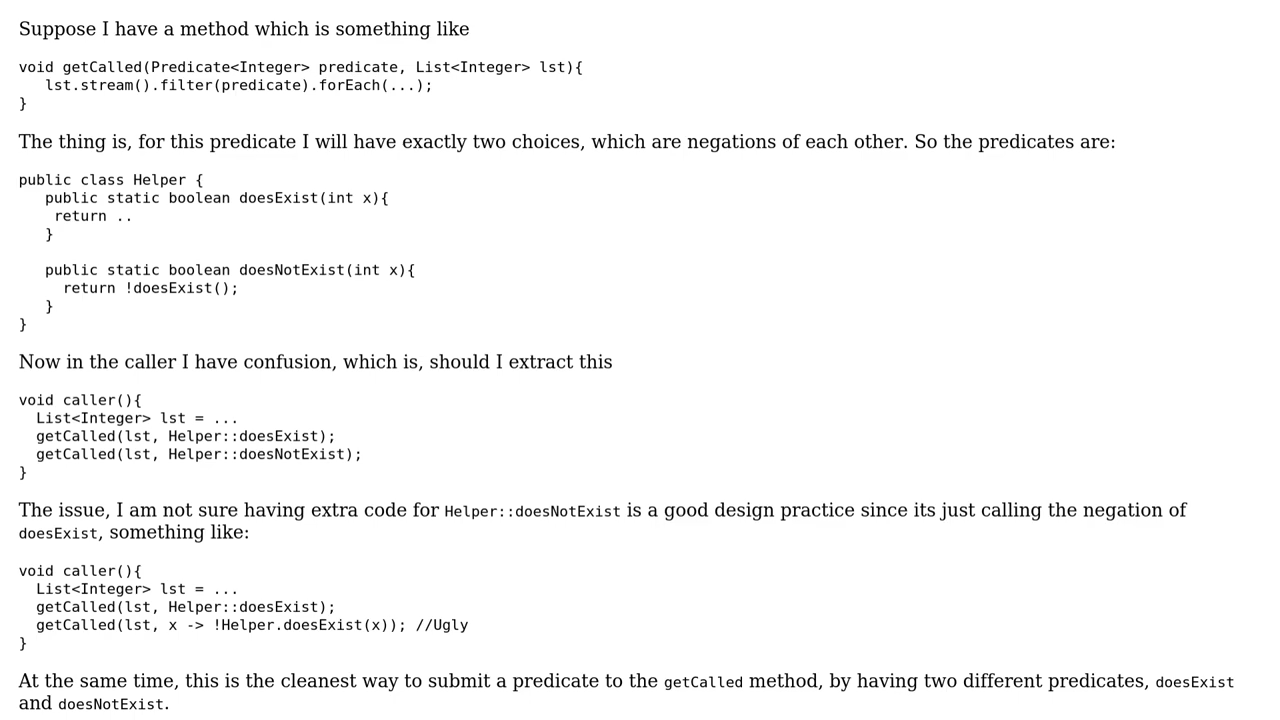 Suppose I have a method which is something like
void getCalled(Predicate<Integer> predicate, List<Integer> lst){
   lst.stream().filter(predicate).forEach(...);
}
The thing is, for this predicate I will have exactly two choices, which are negations of each other. So the predicates are:
public class Helper {
   public static boolean doesExist(int x){
    return ..
   }

   public static boolean doesNotExist(int x){
     return !doesExist();
   }
}
Now in the caller I have confusion, which is, should I extract this
void caller(){
  List<Integer> lst = ...
  getCalled(lst, Helper::doesExist);
  getCalled(lst, Helper::doesNotExist);
}
The issue, I am not sure having extra code for Helper::doesNotExist is a good design practice since its just calling the negation of
doesExist, something like:
void caller(){
  List<Integer> lst = ...
  getCalled(lst, Helper::doesExist);
  getCalled(lst, x -> !Helper.doesExist(x)); //Ugly
}
At the same time, this is the cleanest way to submit a predicate to the getCalled method, by having two different predicates, doesExist
and doesNotExist.